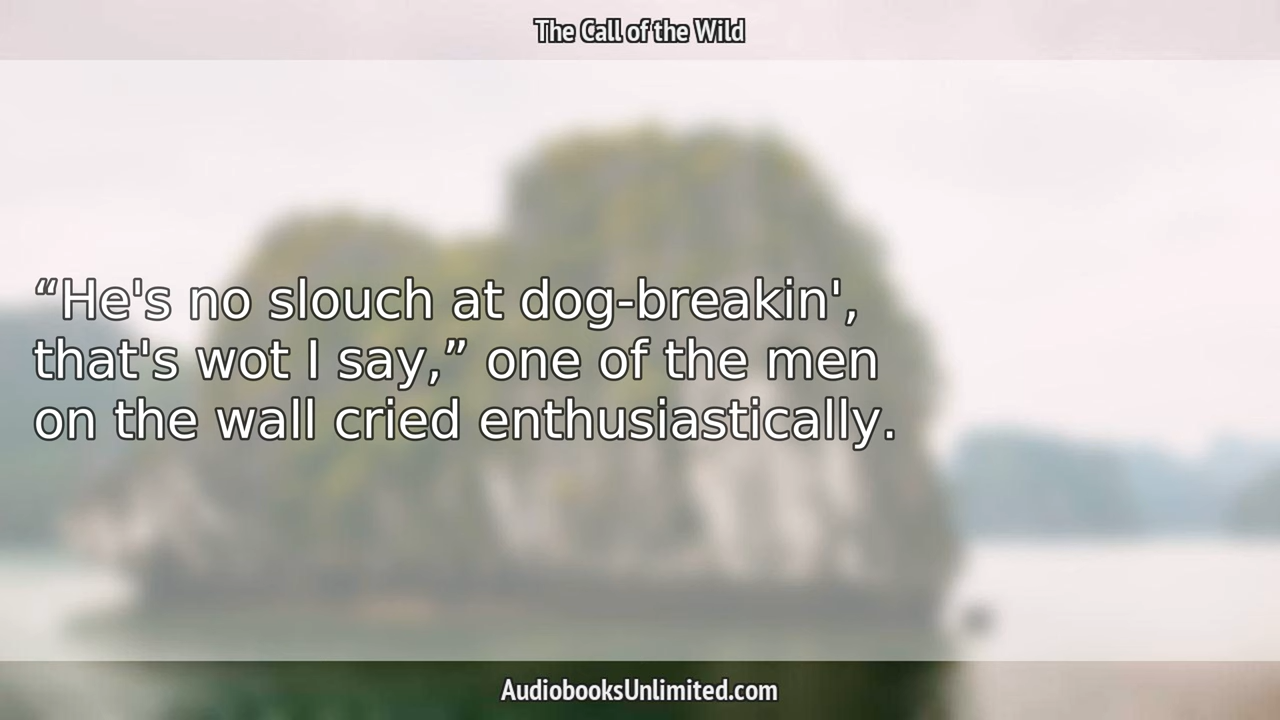 The Call of the Wild
“He's no slouch at dog-breakin',
that's wot I say,” one of the men
on the wall cried enthusiastically.
AudiobooksUnlimited.com